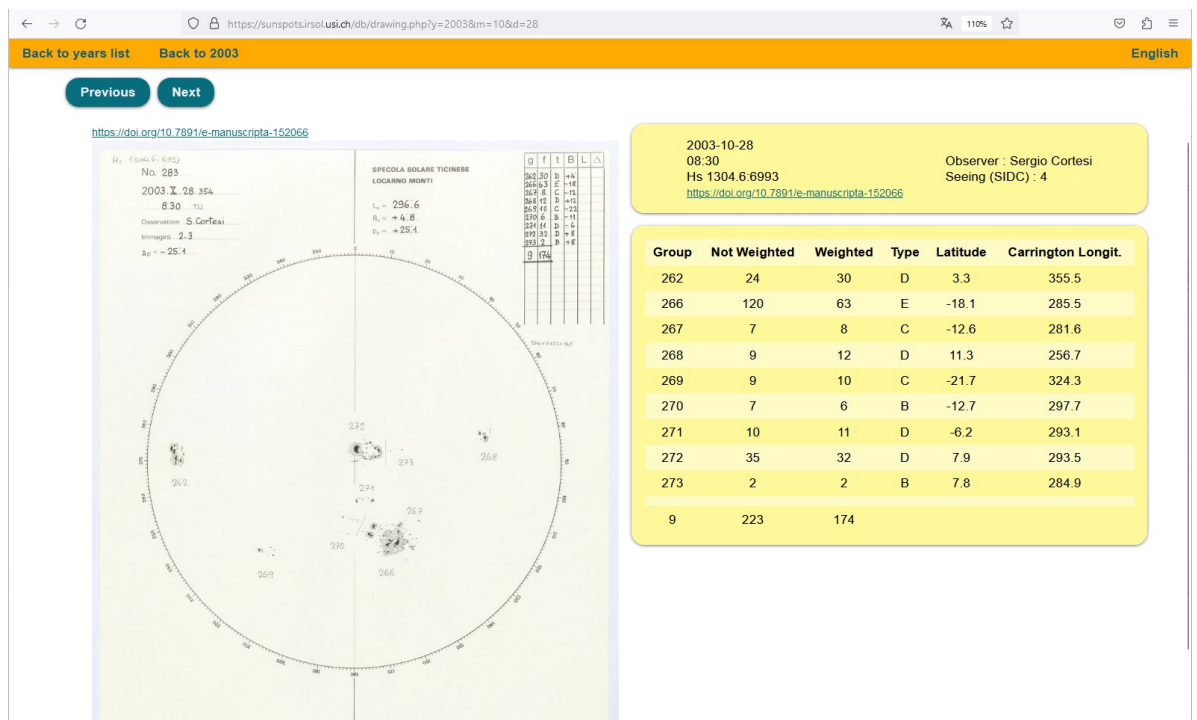 https://sunspots.irsol.usi.ch/db/drawing.php?y=2003&m=10&d=28
110%
Back to years list
Back to 2003
English
Previous
Next
https://doi.org/10.7891/e-manuscripta-152066
Hs 1304.6:6993
No. 283
2003.X.28.354
8.30 T.U.
Osservatore: S.Cortesi
Immagini: 2.3
SPECOLA SOLARE TICINESE
LOCARNO MONTI
296.6
+4.8
+25.1
g f t B L
262 30 D +4
266 63 E -18
267 8 C -12
268 12 D +12
269 10 C -22
270 6 B -11
271 11 D -6
272 32 D +8
273 2 B +8
9 174
272
273
268
262
271
267
270
266
269
2003-10-28
08:30
Hs 1304.6:6993
https://doi.org/10.7891/e-manuscripta-152066
Observer : Sergio Cortesi
Seeing (SIDC) : 4
Group Not Weighted Weighted Type Latitude Carrington Longit.
262 24 30 D 3.3 355.5
266 120 63 E -18.1 285.5
267 7 8 C -12.6 281.6
268 9 12 D 11.3 256.7
269 9 10 C -21.7 324.3
270 7 6 B -12.7 297.7
271 10 11 D -6.2 293.1
272 35 32 D 7.9 293.5
273 2 2 B 7.8 284.9
9 223 174